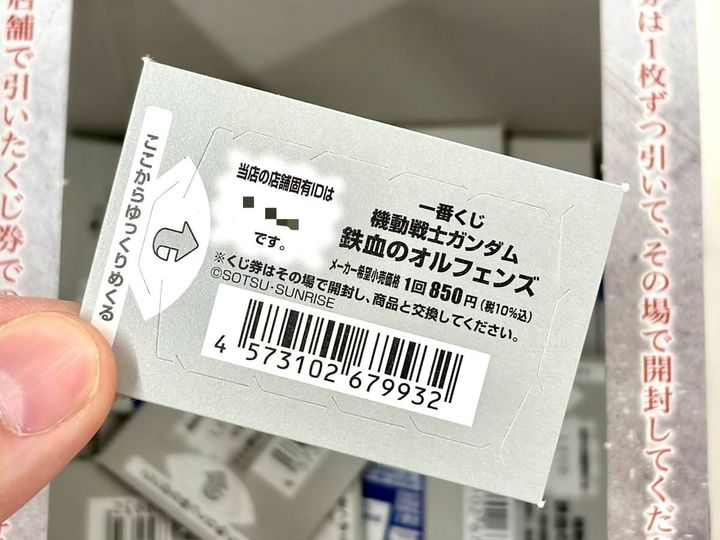 店舗で引いたくじ券で
券は1枚ずつ引いて、その場で開封してくだ
ここからゆっくりめくる
当店の店舗固有IDは
です。
一番くじ
機動戦士ガンダム
鉄血のオルフェンズ
メーカー希望小売価格 1回 850円(税10%込)
※くじ券はその場で開封し、商品と交換してください。
©SOTSU・SUNRISE
4 573102 679932